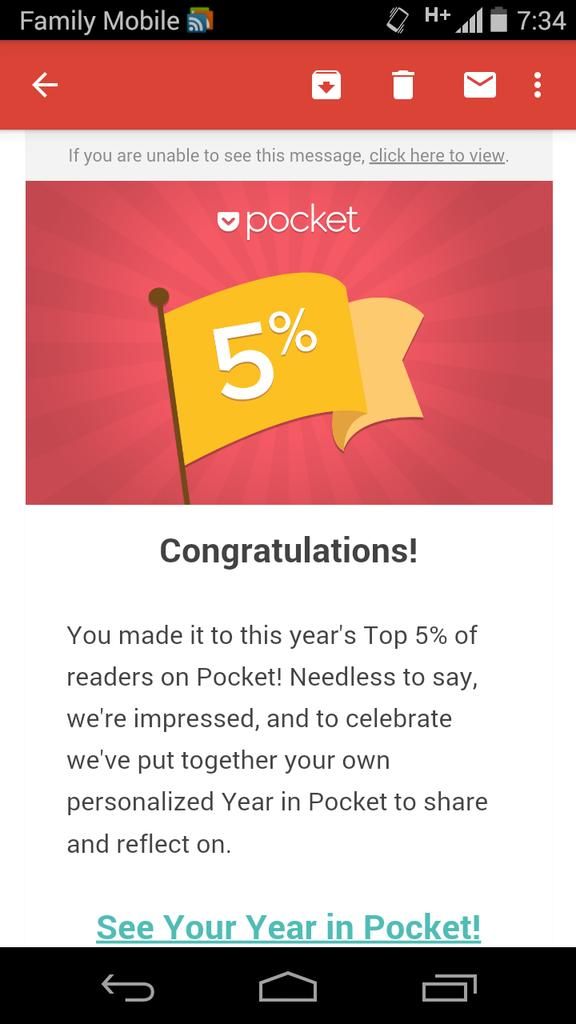 Family Mobile H+ 7:34
If you are unable to see this message, click here to view.
pocket
5%
Congratulations!
You made it to this year's Top 5% of
readers on Pocket! Needless to say,
we're impressed, and to celebrate
we've put together your own
personalized Year in Pocket to share
and reflect on.
See Your Year in Pocket!